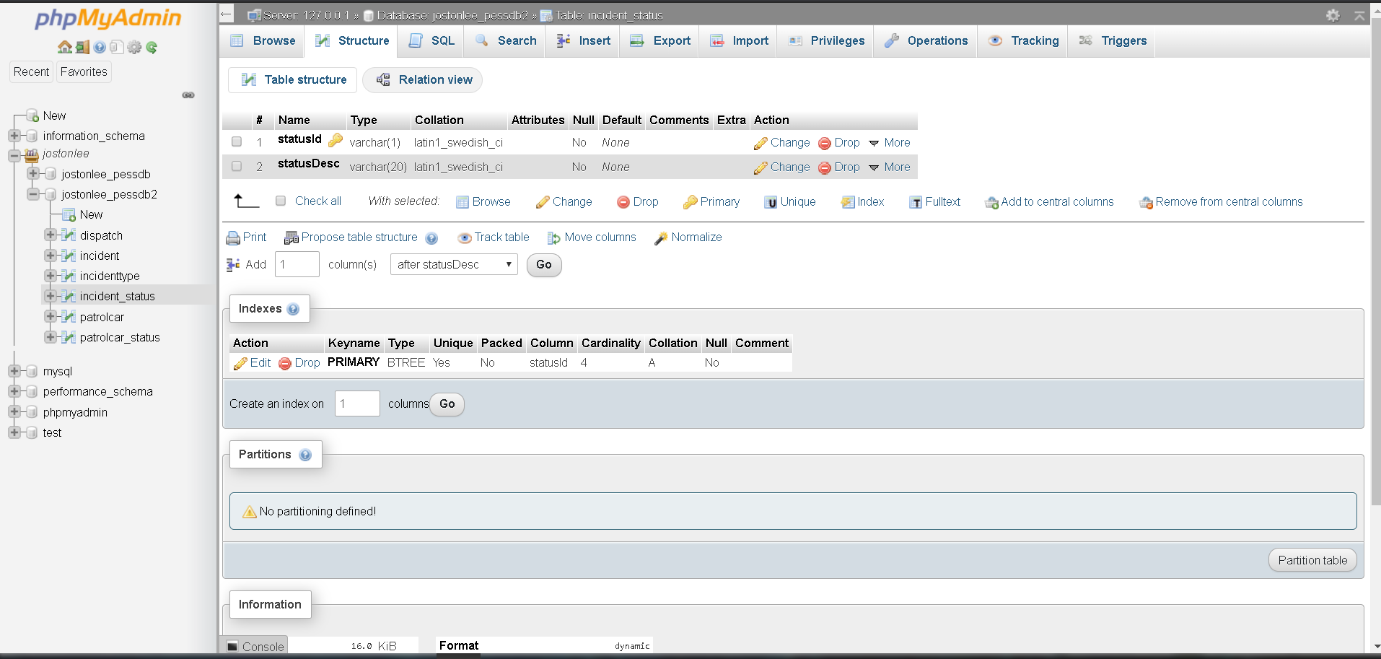 phpMyAdmin
Recent Favorites
New
information_schema
jostonlee
jostonlee_pessdb
jostonlee_pessdb2
New
dispatch
incident
incidenttype
incident_status
patrolcar
patrolcar_status
mysql
performance_schema
phpmyadmin
test
Server: 127.0.0.1 » Database: jostonlee_pessdb2 » Table: incident_status
Browse Structure SQL Search Insert Export Import Privileges Operations Tracking Triggers
Table structure Relation view
# Name Type Collation Attributes Null Default Comments Extra Action
1 statusId varchar(1) latin1_swedish_ci No None Change Drop More
2 statusDesc varchar(20) latin1_swedish_ci No None Change Drop More
Check all With selected: Browse Change Drop Primary Unique Index Fulltext Add to central columns Remove from central columns
Print Propose table structure Track table Move columns Normalize
Add 1 column(s) after statusDesc Go
Indexes
Action Keyname Type Unique Packed Column Cardinality Collation Null Comment
Edit Drop PRIMARY BTREE Yes No statusId 4 A No
Create an index on 1 columns Go
Partitions
No partitioning defined!
Partition table
Information
Console 16.0 KiB Format dynamic